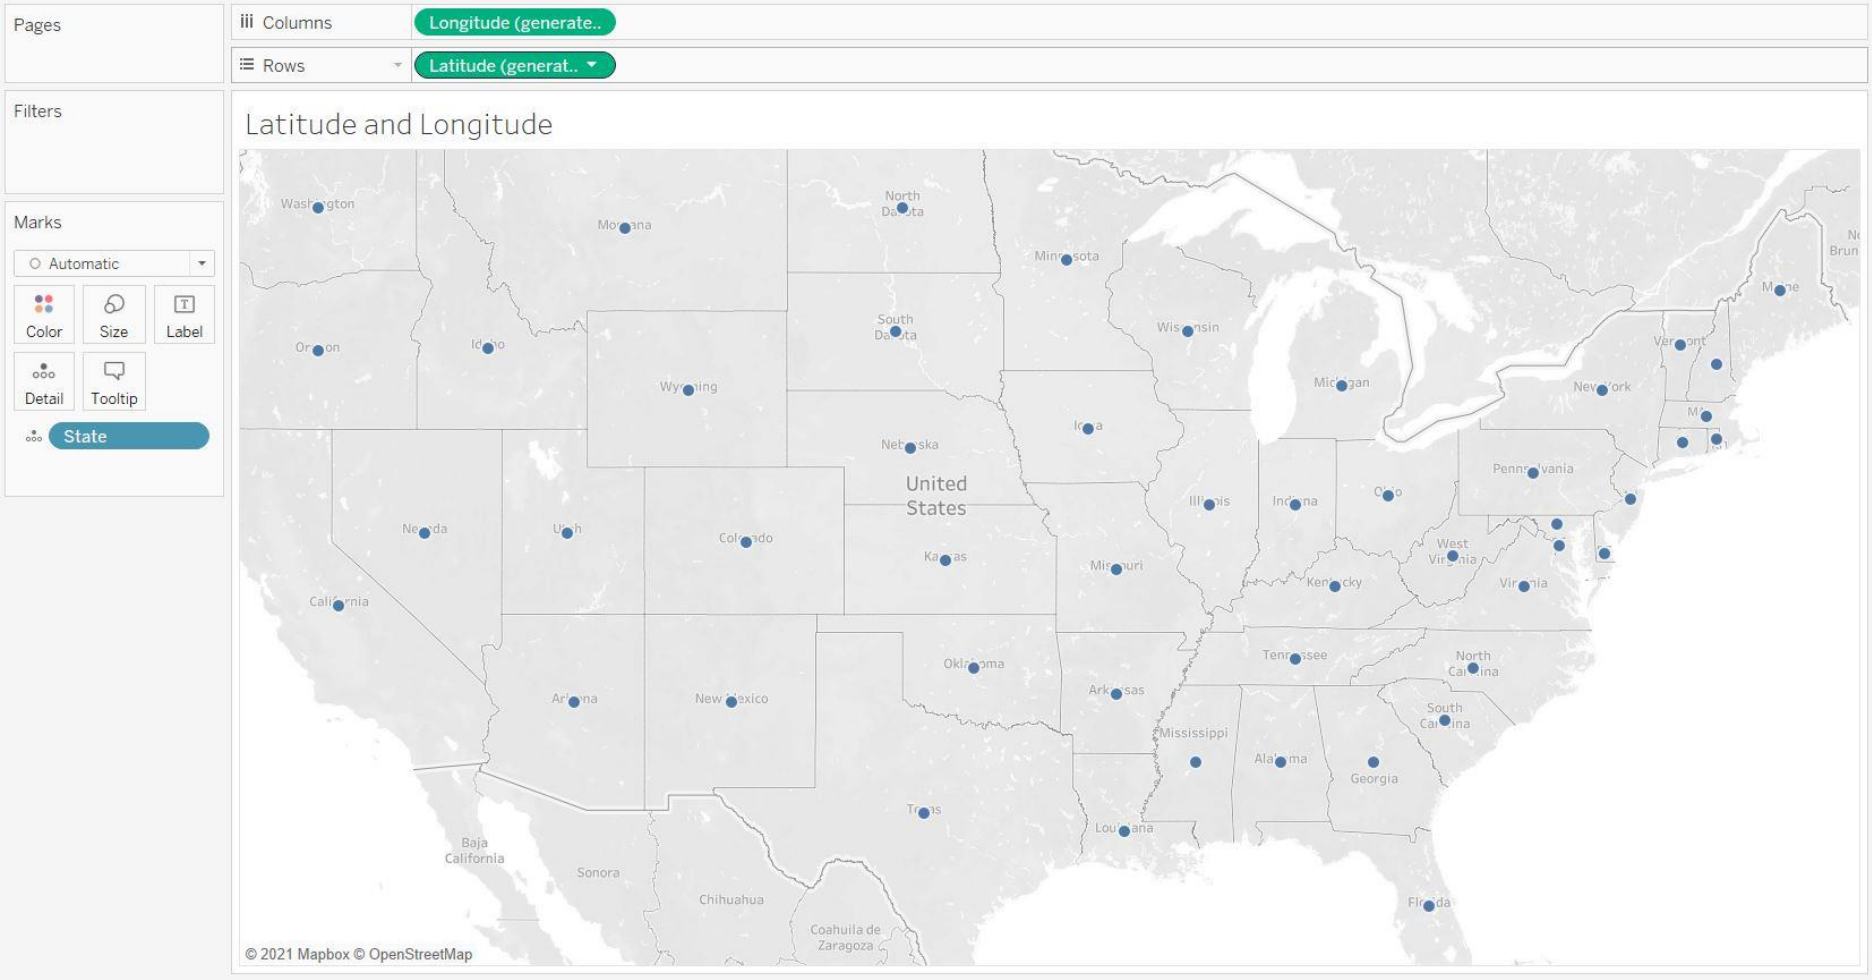 Pages
Columns
Longitude (generate..
Rows
Latitude (generat..
Filters
Marks
Automatic
Color
Size
Label
Detail
Tooltip
State
Latitude and Longitude
Washington
Montana
North
Dakota
Minnesota
Maine
Oregon
Idaho
South
Dakota
Wisconsin
Vermont
Wyoming
Michigan
New York
MA
Iowa
Nebraska
Pennsylvania
United
States
Illinois
Indiana
Ohio
Nevada
Utah
Colorado
Kansas
Missouri
West
Virginia
Kentucky
Virginia
California
Tennessee
North
Carolina
Oklahoma
Arizona
New Mexico
Arkansas
South
Carolina
Mississippi
Alabama
Georgia
Texas
Louisiana
Baja
California
Sonora
Chihuahua
Florida
Coahuila de
Zaragoza
© 2021 Mapbox © OpenStreetMap